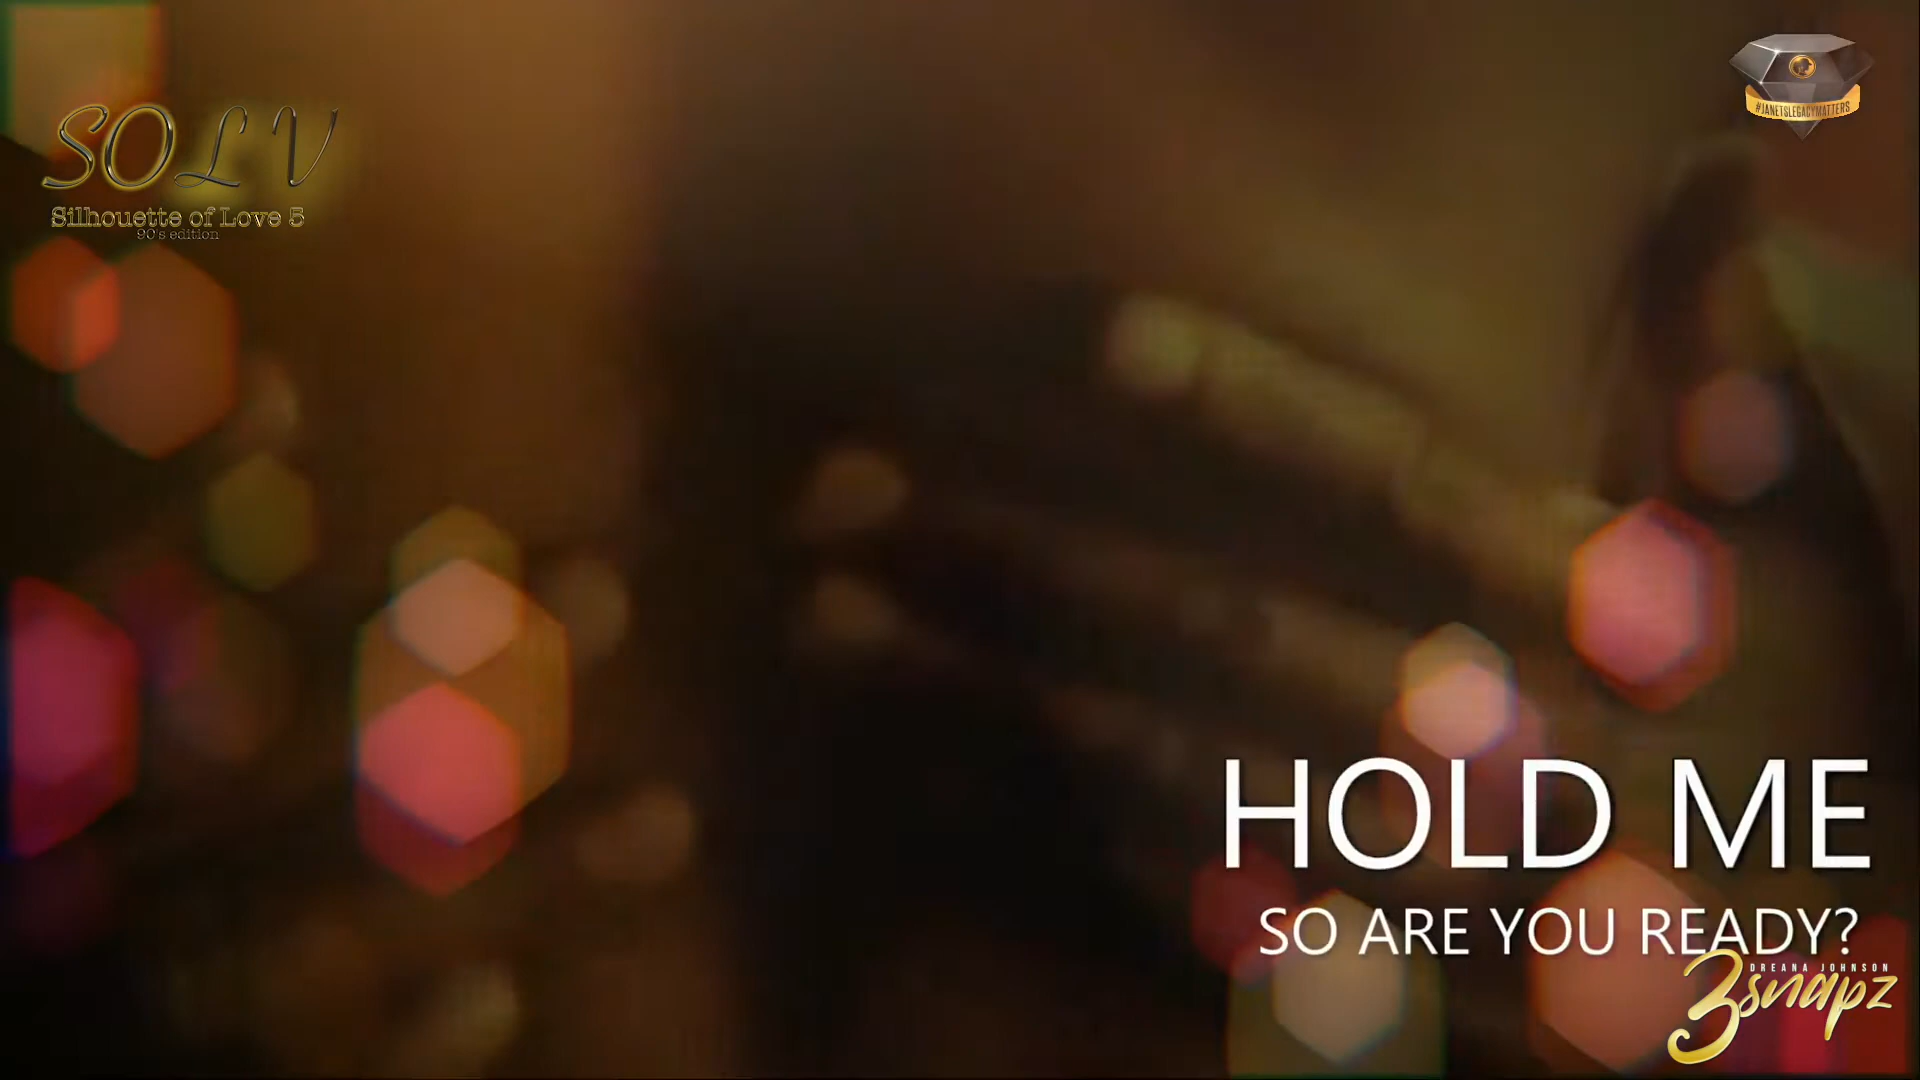 SOLV
Silhouette of Love 5
90's edition
#JANETSLEGACYMATTERS
HOLD ME
SO ARE YOU READY?
DREANA JOHNSON
3snapz